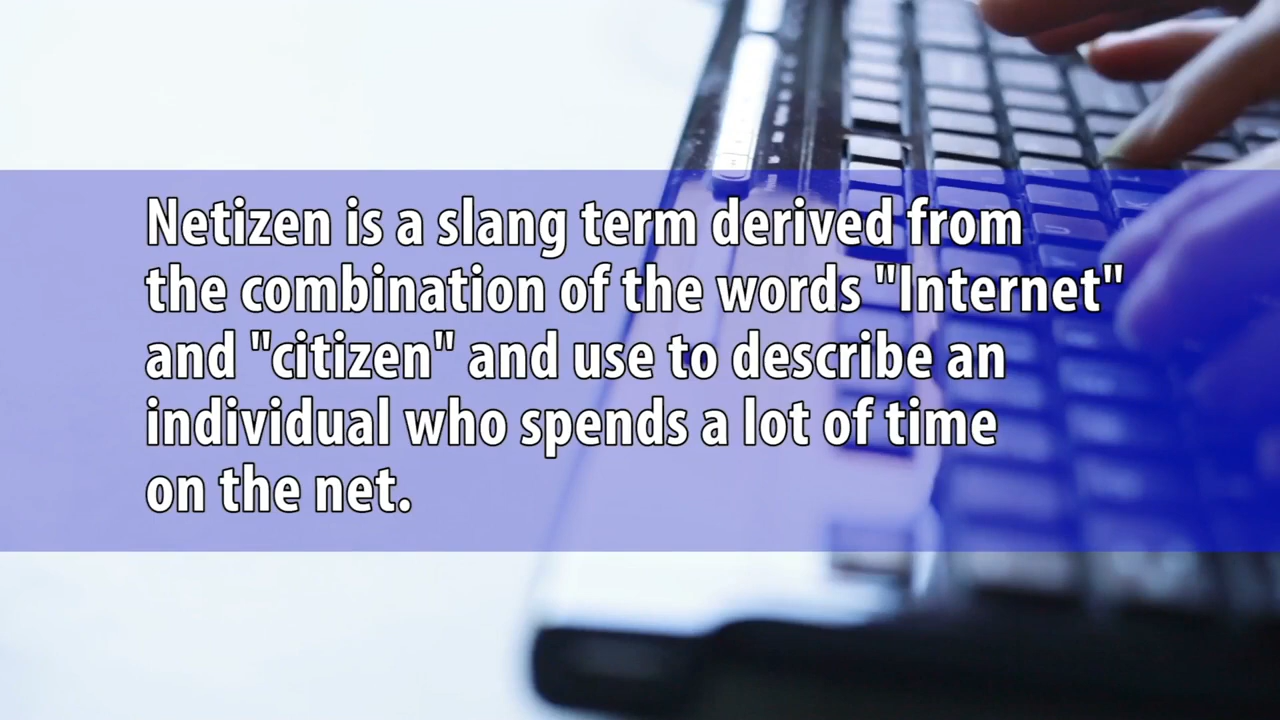 Netizen is a slang term derived from
the combination of the words "Internet"
and "citizen" and use to describe an
individual who spends a lot of time
on the net.